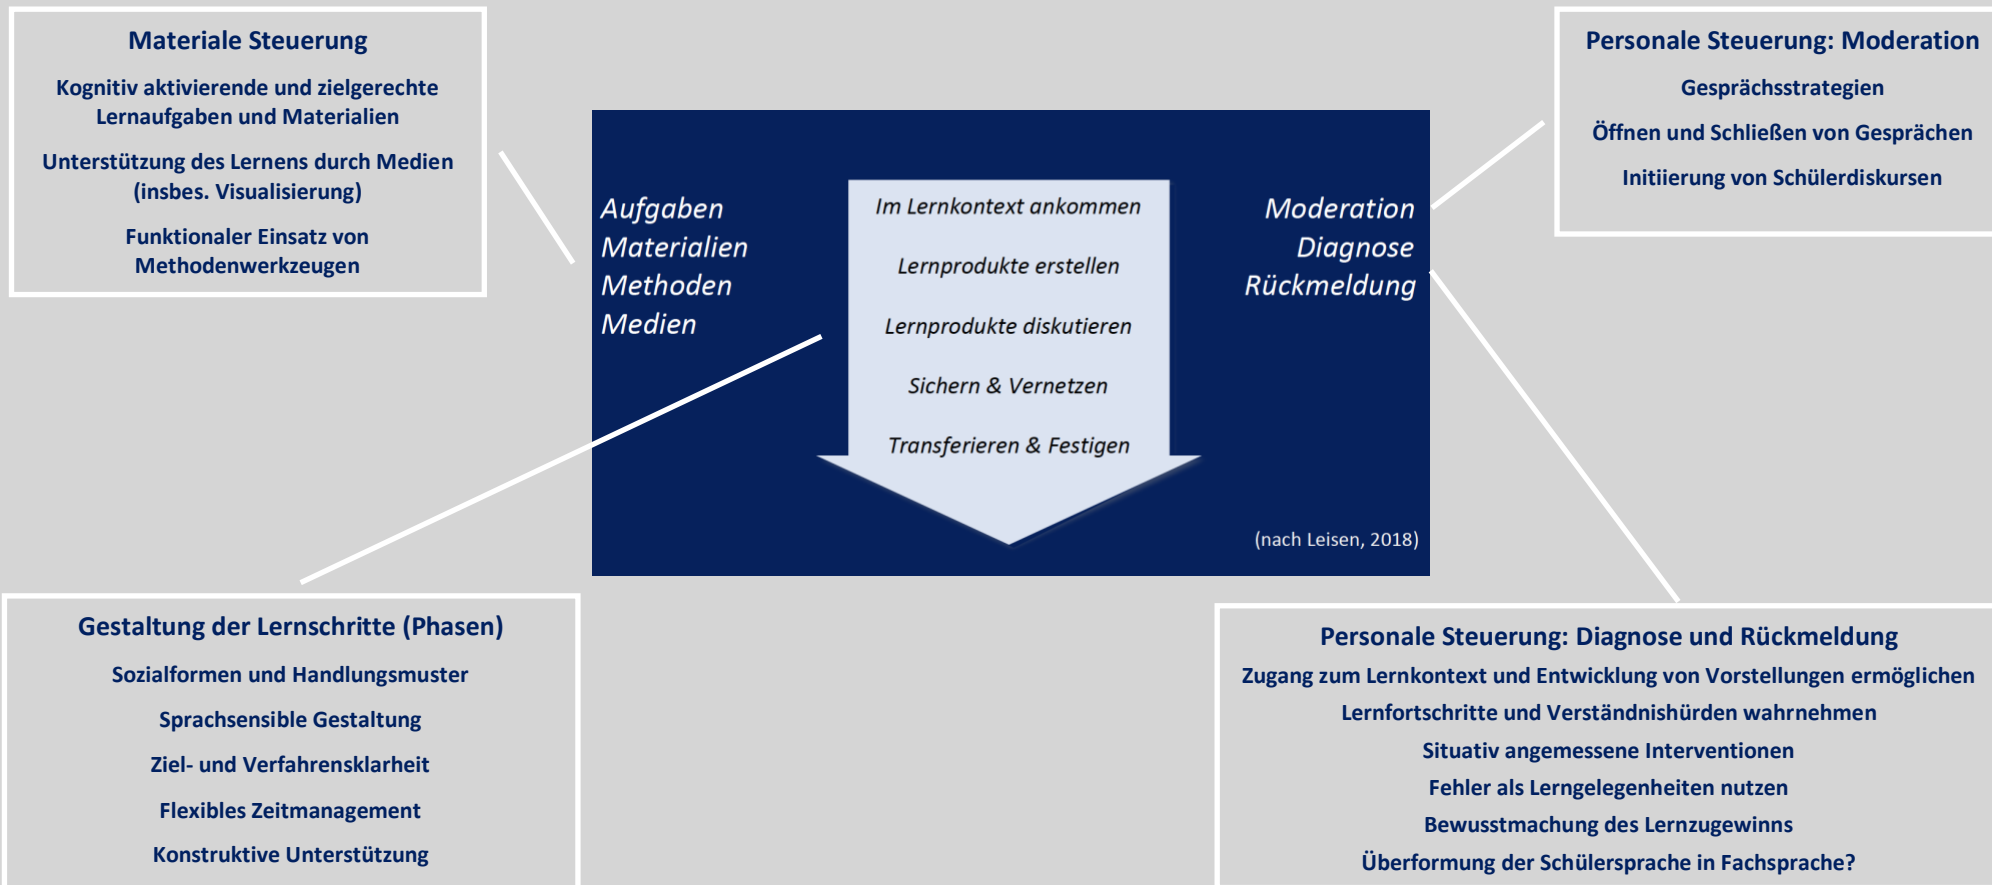 Materiale Steuerung
Kognitiv aktivierende und zielgerechte
Lernaufgaben und Materialien
Unterstützung des Lernens durch Medien
(insbes. Visualisierung)
Funktionaler Einsatz von
Methodenwerkzeugen
Personale Steuerung: Moderation
Gesprächsstrategien
Öffnen und Schließen von Gesprächen
Initiierung von Schülerdiskursen
Aufgaben
Materialien
Methoden
Medien
Im Lernkontext ankommen
Lernprodukte erstellen
Lernprodukte diskutieren
Sichern & Vernetzen
Transferieren & Festigen
Moderation
Diagnose
Rückmeldung
(nach Leisen, 2018)
Gestaltung der Lernschritte (Phasen)
Sozialformen und Handlungsmuster
Sprachsensible Gestaltung
Ziel- und Verfahrensklarheit
Flexibles Zeitmanagement
Konstruktive Unterstützung
Personale Steuerung: Diagnose und Rückmeldung
Zugang zum Lernkontext und Entwicklung von Vorstellungen ermöglichen
Lernfortschritte und Verständnishürden wahrnehmen
Situativ angemessene Interventionen
Fehler als Lerngelegenheiten nutzen
Bewusstmachung des Lernzugewinns
Überformung der Schülersprache in Fachsprache?